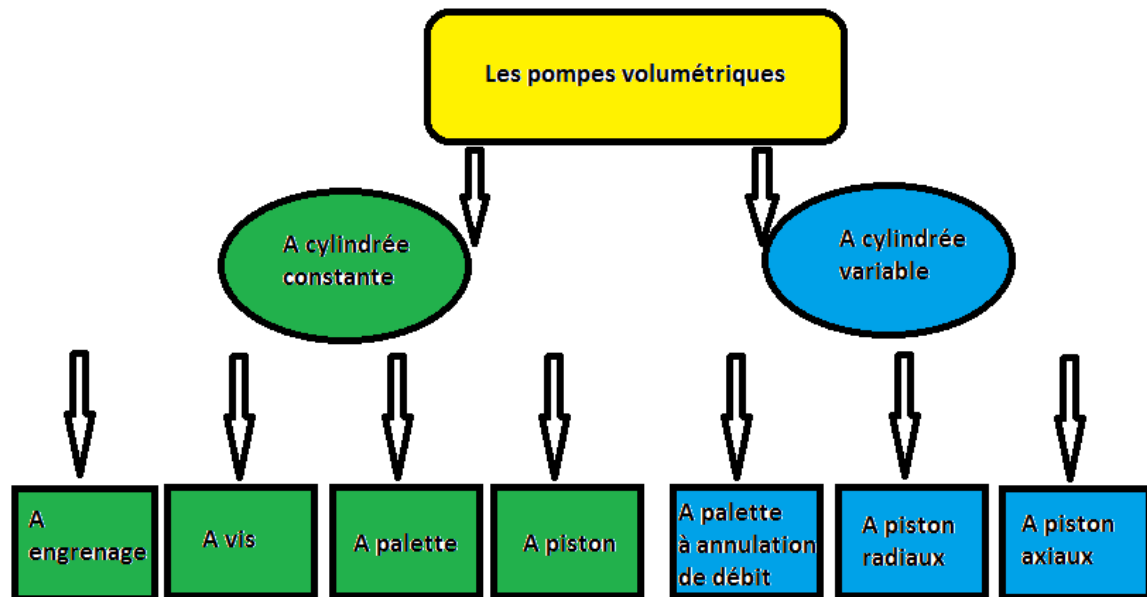 Les pompes volumétriques
A cylindrée
constante
A cylindrée
variable
A
engrenage
A vis
A palette
A piston
A palette
à annulation
de débit
A piston
radiaux
A piston
axiaux